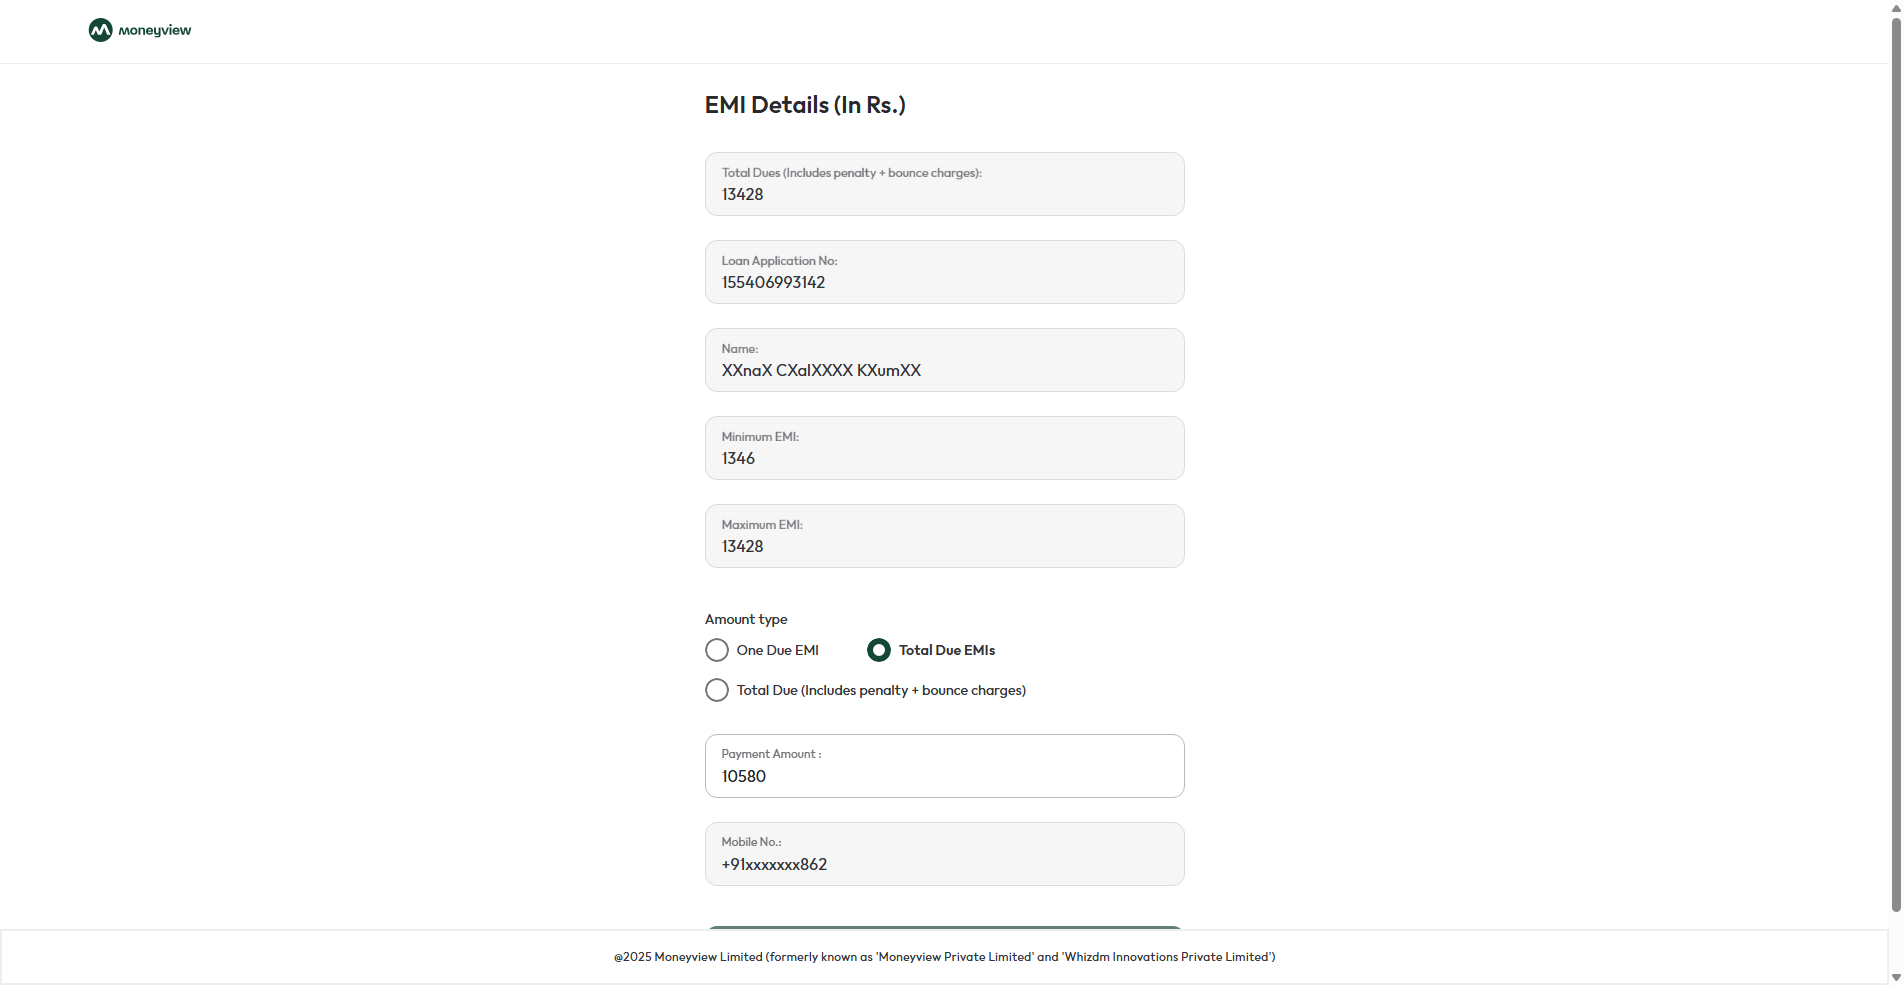 moneyview
EMI Details (In Rs.)
Total Dues (Includes penalty + bounce charges):
13428
Loan Application No:
155406993142
Name:
XXnaX CXalXXXX KXumXX
Minimum EMI:
1346
Maximum EMI:
13428
Amount type
One Due EMI
Total Due EMIs
Total Due (Includes penalty + bounce charges)
Payment Amount :
10580
Mobile No.:
+91xxxxxxx862
@2025 Moneyview Limited (formerly known as 'Moneyview Private Limited' and 'Whizdm Innovations Private Limited')